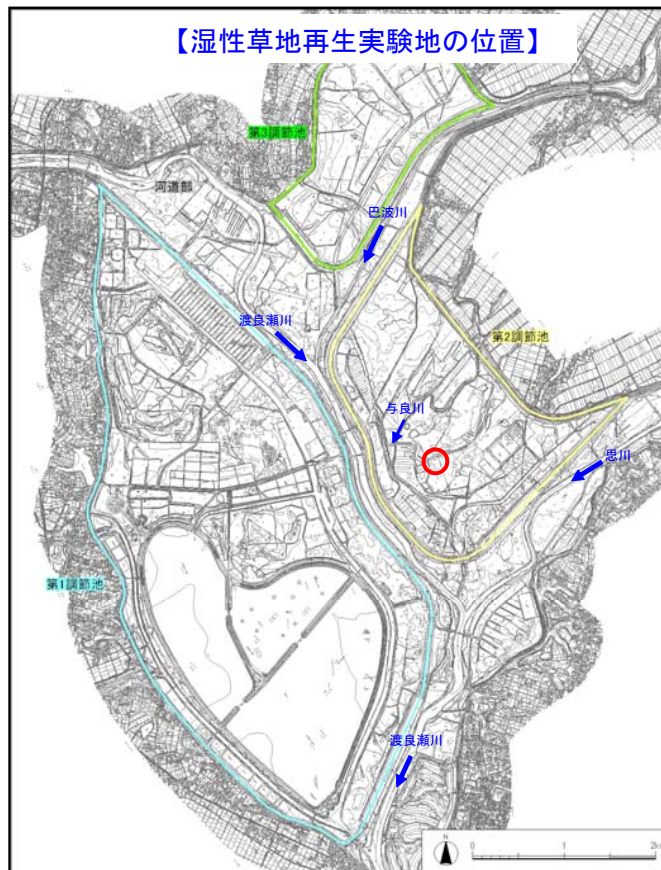 【湿性草地再生実験地の位置】
第3調節池
河道部
巴波川
渡良瀬川
第2調節池
与良川
思川
第1調節池
渡良瀬川
N
0 1 2k